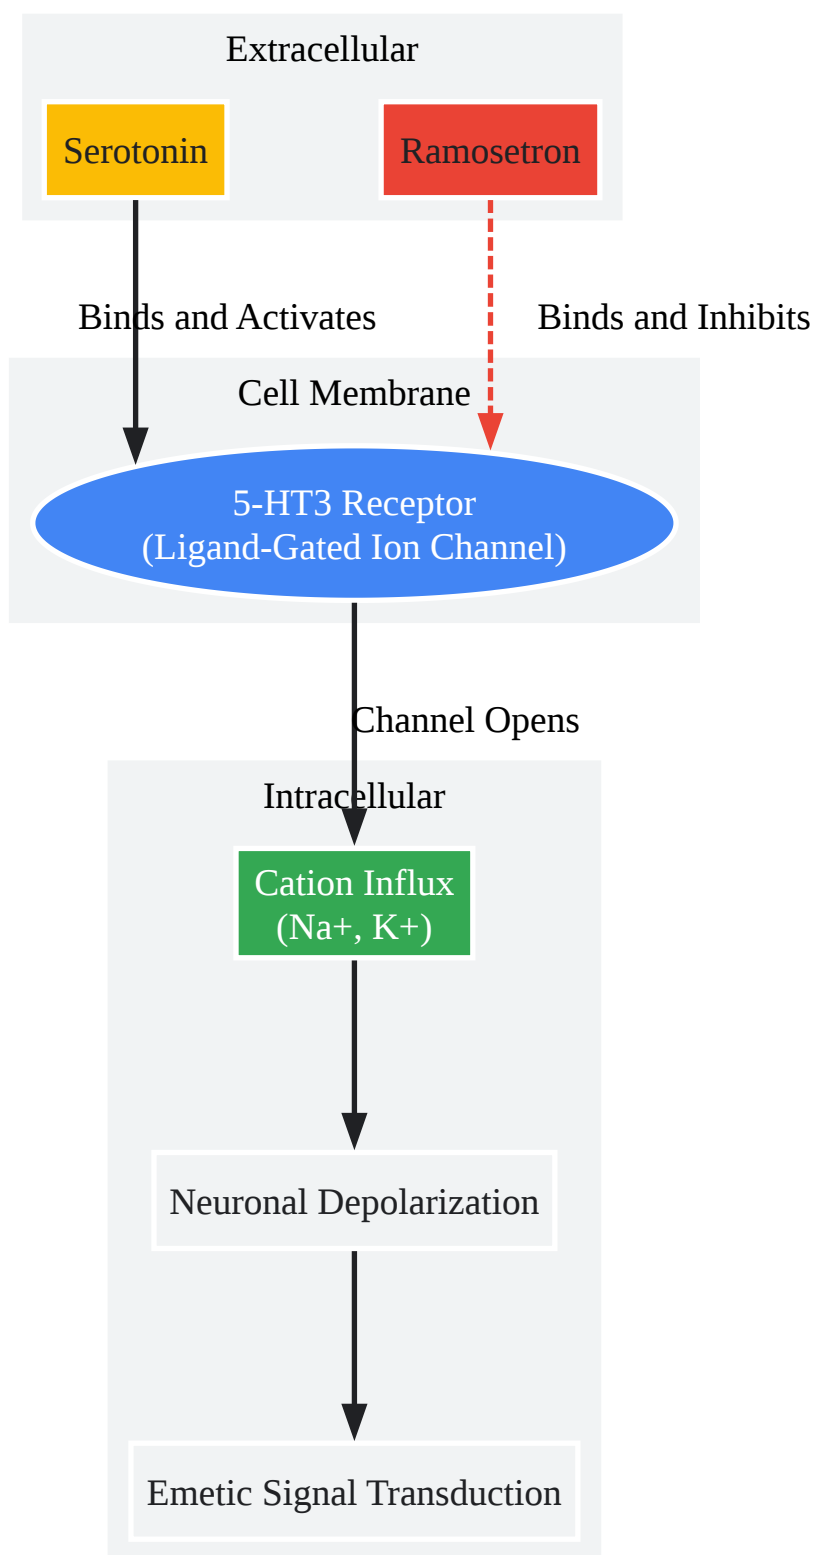 Extracellular
Serotonin
Ramosetron
Binds and Activates
Binds and Inhibits
Cell Membrane
5-HT3 Receptor
(Ligand-Gated Ion Channel)
Channel Opens
Intracellular
Cation Influx
(Na+, K+)
Neuronal Depolarization
Emetic Signal Transduction